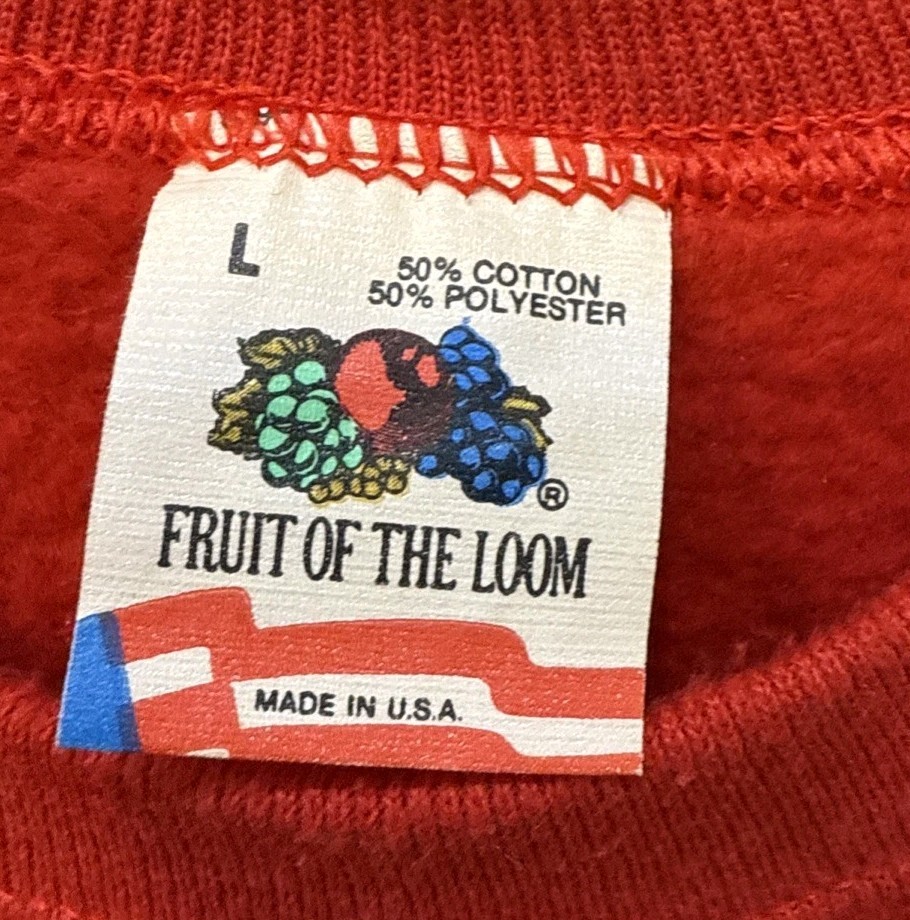 L
50% COTTON
50% POLYESTER
®
FRUIT OF THE LOOM
MADE IN U.S.A.